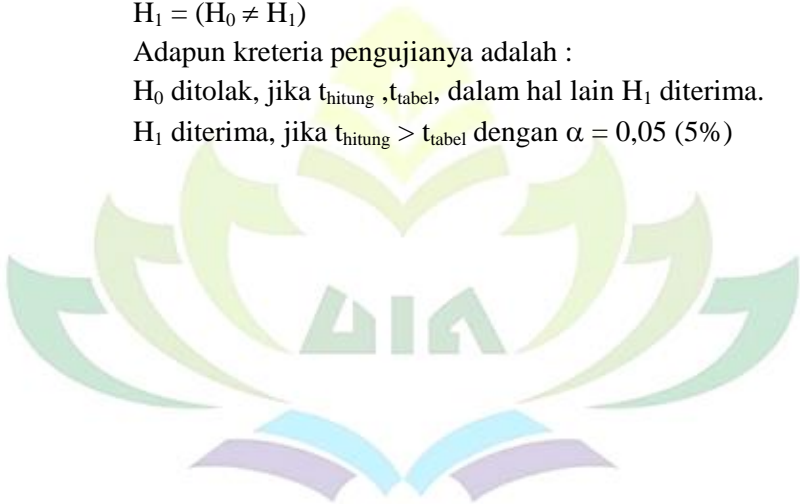 H₁ = (H₀ ≠ H₁)
Adapun kreteria pengujianya adalah :
H₀ ditolak, jika t_hitung ,t_tabel, dalam hal lain H₁ diterima.
H₁ diterima, jika t_hitung > t_tabel dengan α = 0,05 (5%)
UIN